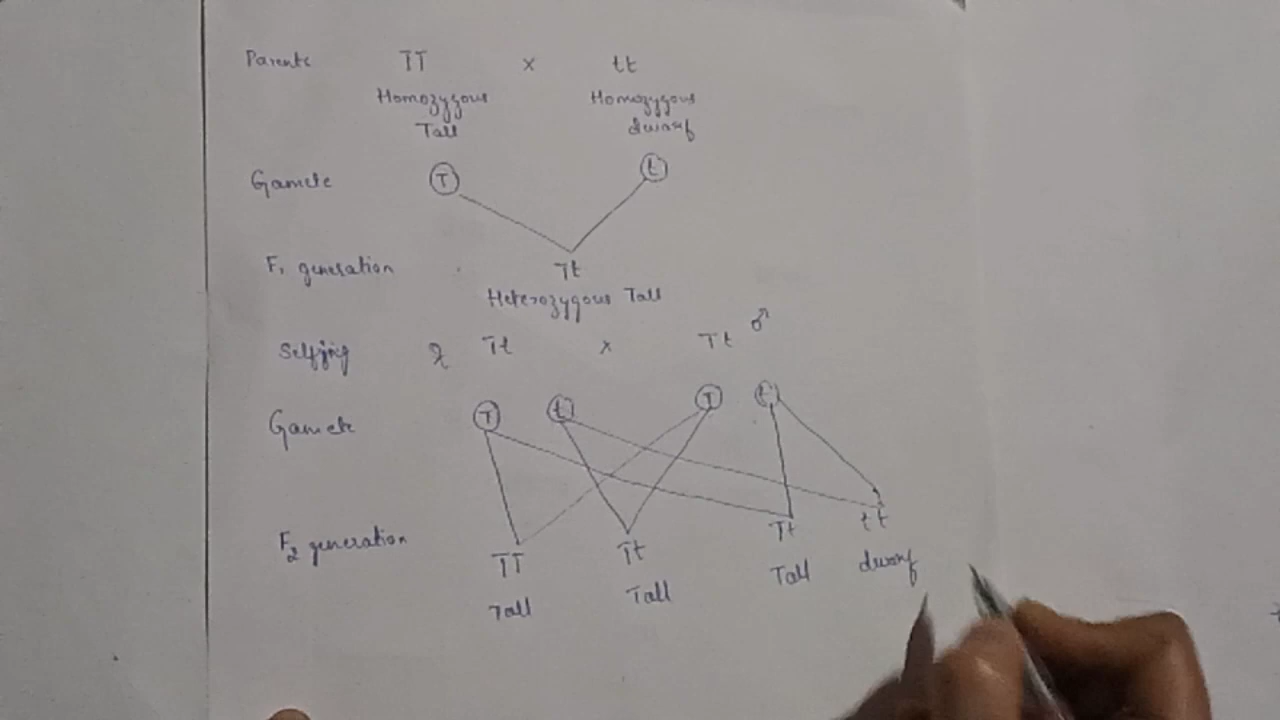 Parents TT x tt
Homozygous Homozygous
Tall dwarf
Gamete T t
F1 generation Tt
Heterozygous Tall
Selfing ♀ Tt x Tt ♂
Gamete T t T t
F2 generation TT Tt Tt tt
Tall Tall Tall dwarf